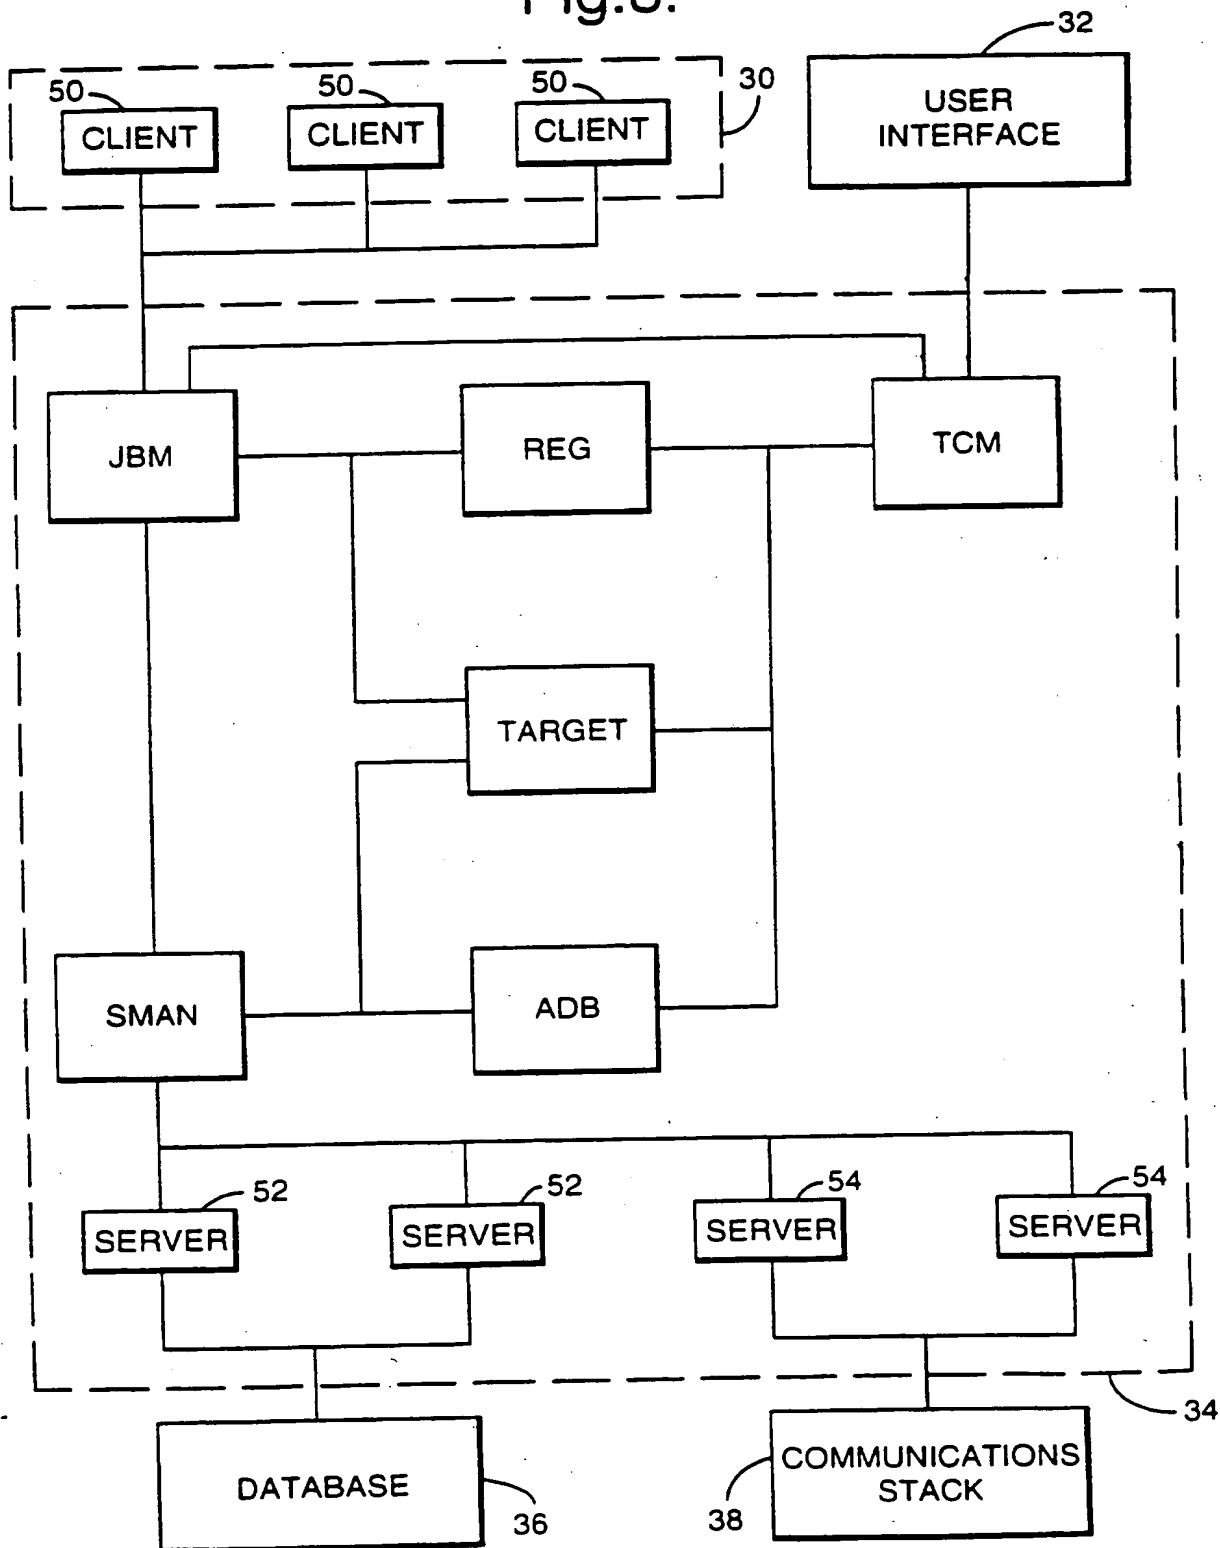 32
50
50
50
30
CLIENT
CLIENT
CLIENT
USER
INTERFACE
JBM
REG
TCM
TARGET
SMAN
ADB
52
52
54
54
SERVER
SERVER
SERVER
SERVER
34
DATABASE
36
38
COMMUNICATIONS
STACK